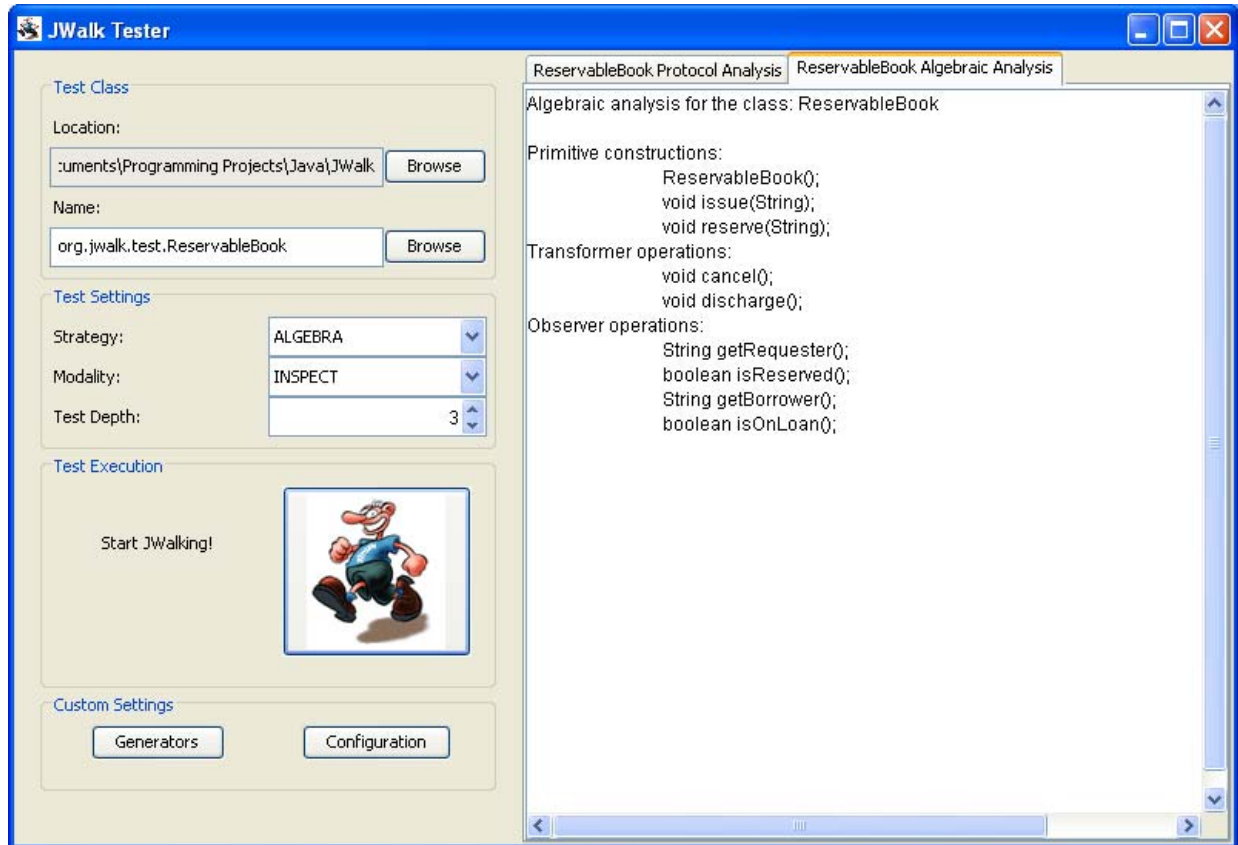 JWalk Tester
Test Class
Location:
:uments\Programming Projects\Java\JWalk
Browse
Name:
org.jwalk.test.ReservableBook
Browse
Test Settings
Strategy:
ALGEBRA
Modality:
INSPECT
Test Depth:
3
Test Execution
Start JWalking!
Custom Settings
Generators
Configuration
ReservableBook Protocol Analysis
ReservableBook Algebraic Analysis
Algebraic analysis for the class: ReservableBook
Primitive constructions:
ReservableBook();
void issue(String);
void reserve(String);
Transformer operations:
void cancel();
void discharge();
Observer operations:
String getRequester();
boolean isReserved();
String getBorrower();
boolean isOnLoan();